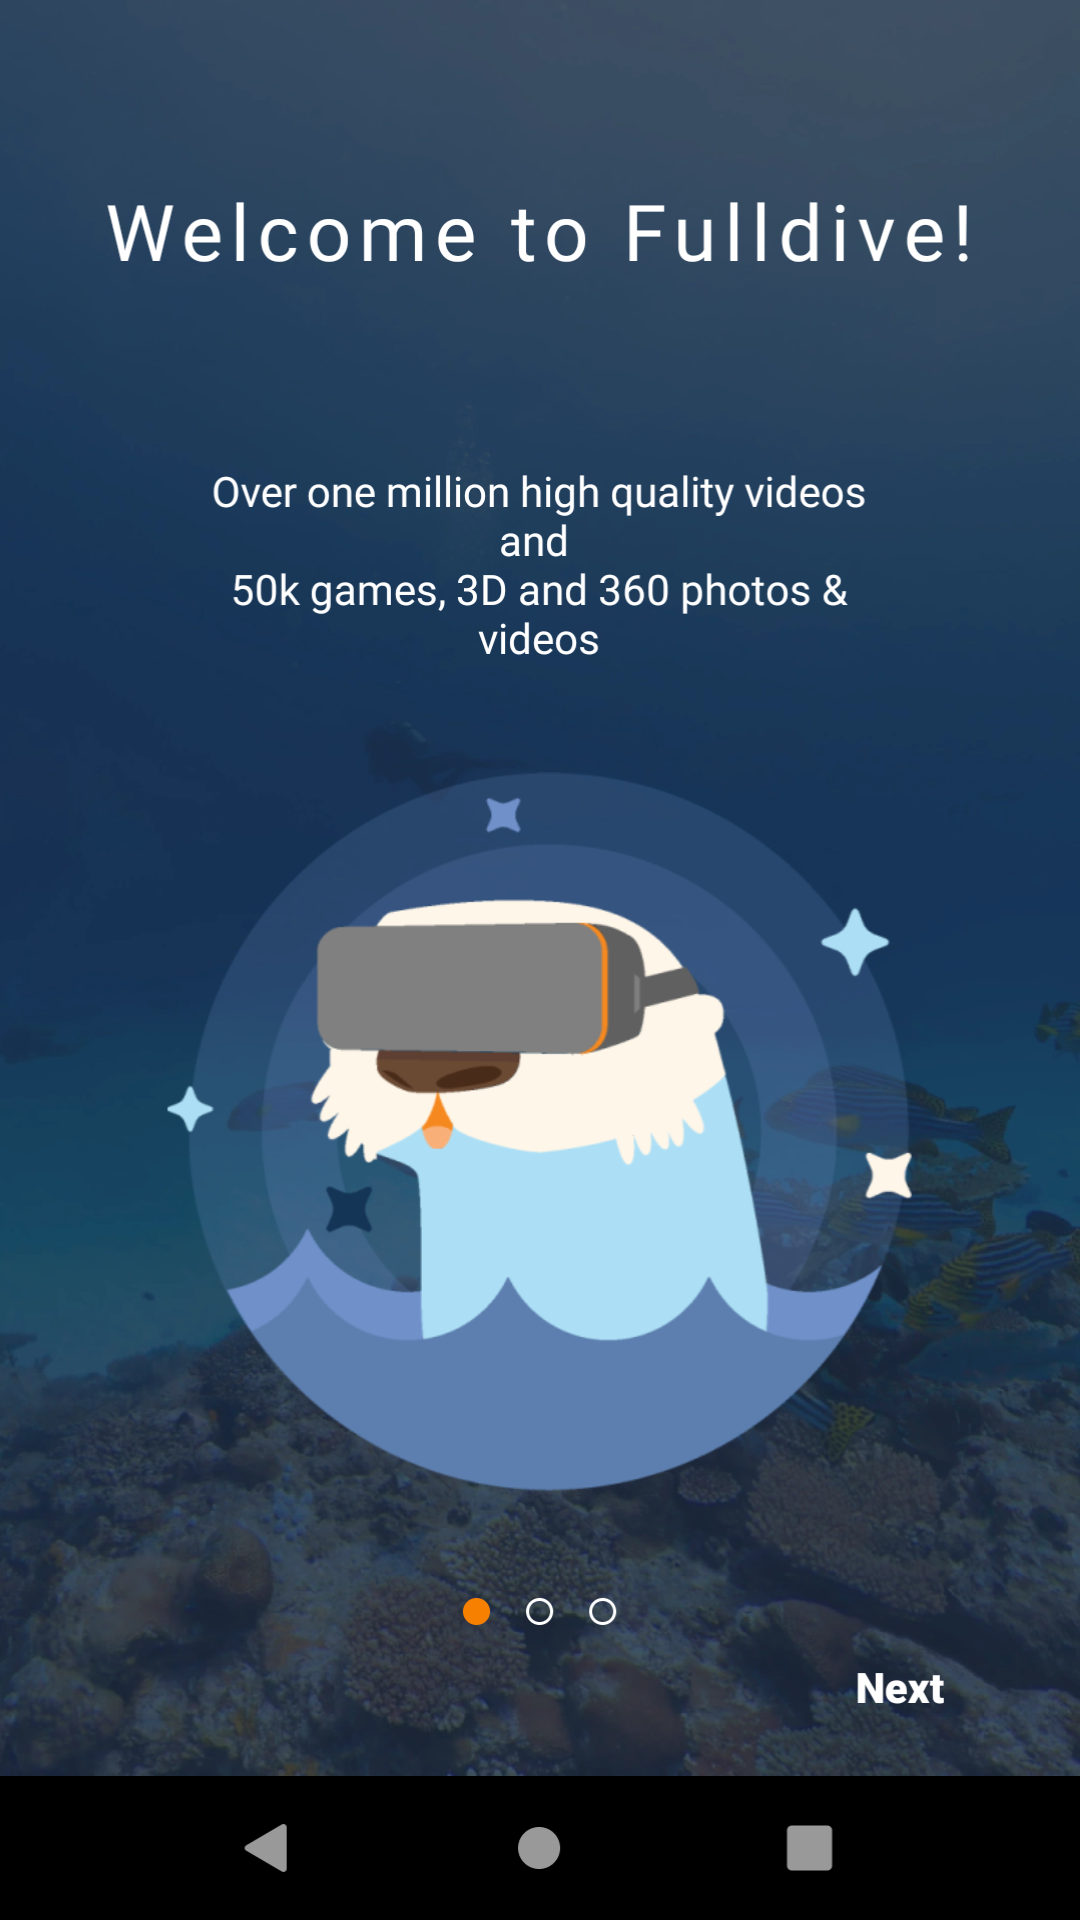 Welcome to Fulldive!
Over one million high quality videos
and
50k games, 3D and 360 photos &
videos
Next